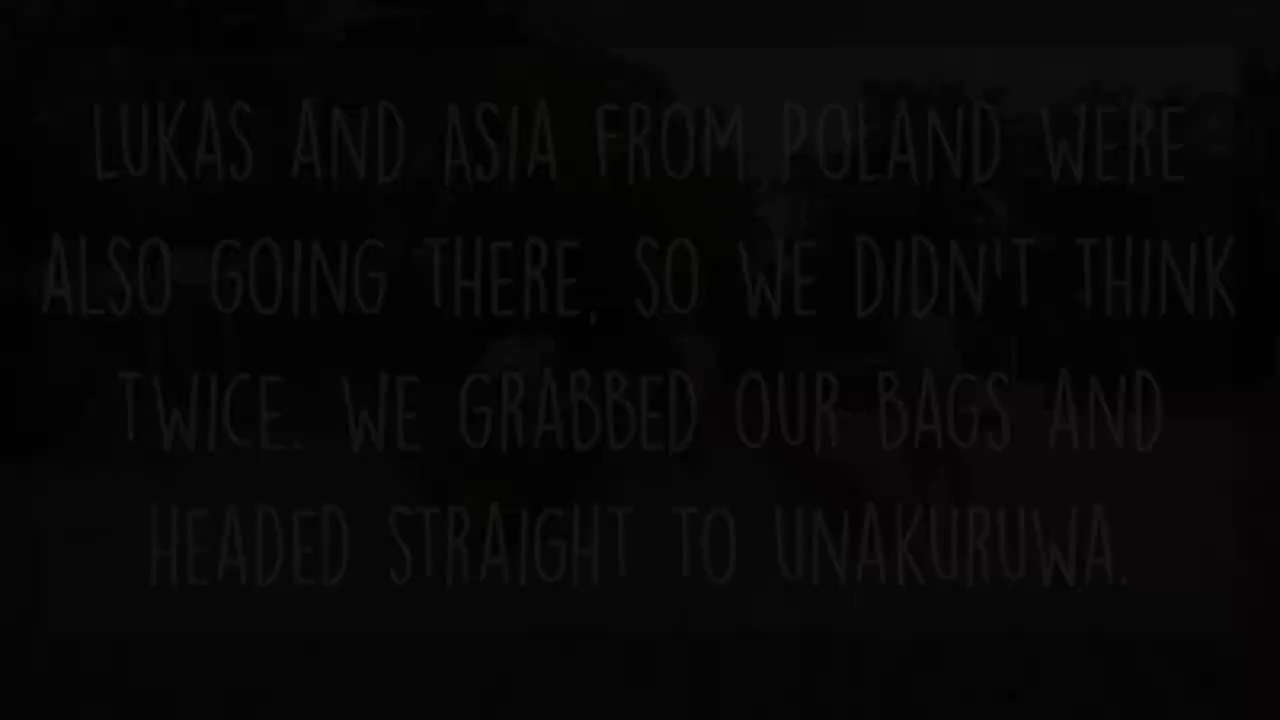 LUKAS AND ASIA FROM POLAND WERE
ALSO GOING THERE, SO WE DIDN'T THINK
TWICE. WE GRABBED OUR BAGS AND
HEADED STRAIGHT TO UNAKURUWA.